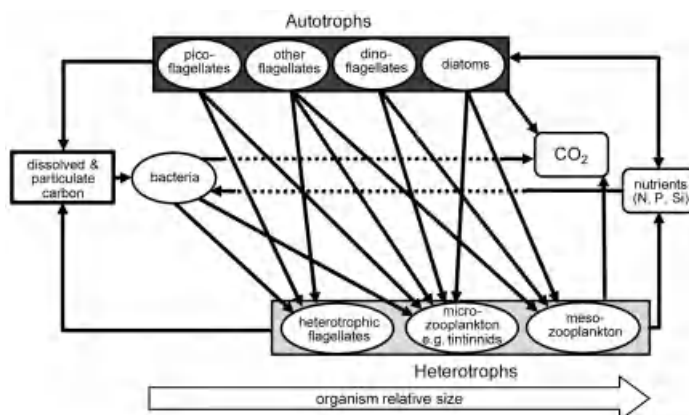 Autotrophs
pico-
flagellates
other
flagellates
dino-
flagellates
diatoms
CO2
dissolved &
particulate
carbon
bacteria
nutrients
(N, P, Si)
heterotrophic
flagellates
micro-
zooplankton
e.g. tintinnids
meso-
zooplankton
Heterotrophs
organism relative size